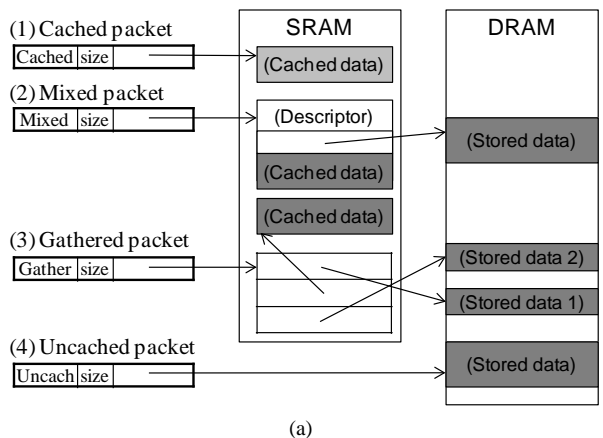 (1) Cached packet
Cached size
(2) Mixed packet
Mixed size
(3) Gathered packet
Gather size
(4) Uncached packet
Uncach size
SRAM
(Cached data)
(Descriptor)
(Cached data)
(Cached data)
DRAM
(Stored data)
(Stored data 2)
(Stored data 1)
(Stored data)
(a)